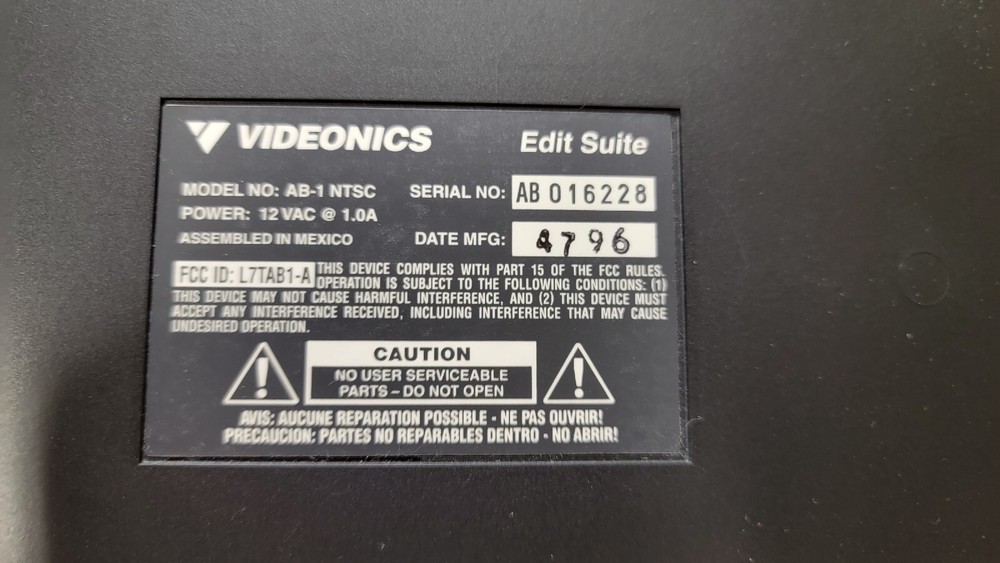 VIDEONICS Edit Suite
MODEL NO: AB-1 NTSC SERIAL NO: AB 016228
POWER: 12 VAC @ 1.0A
ASSEMBLED IN MEXICO DATE MFG: 4796
FCC ID: L7TAB1-A THIS DEVICE COMPLIES WITH PART 15 OF THE FCC RULES.
OPERATION IS SUBJECT TO THE FOLLOWING CONDITIONS: (1)
THIS DEVICE MAY NOT CAUSE HARMFUL INTERFERENCE, AND (2) THIS DEVICE MUST
ACCEPT ANY INTERFERENCE RECEIVED, INCLUDING INTERFERENCE THAT MAY CAUSE
UNDESIRED OPERATION.
CAUTION
NO USER SERVICEABLE
PARTS – DO NOT OPEN
AVIS: AUCUNE REPARATION POSSIBLE - NE PAS OUVRIR!
PRECAUCION: PARTES NO REPARABLES DENTRO - NO ABRIR!